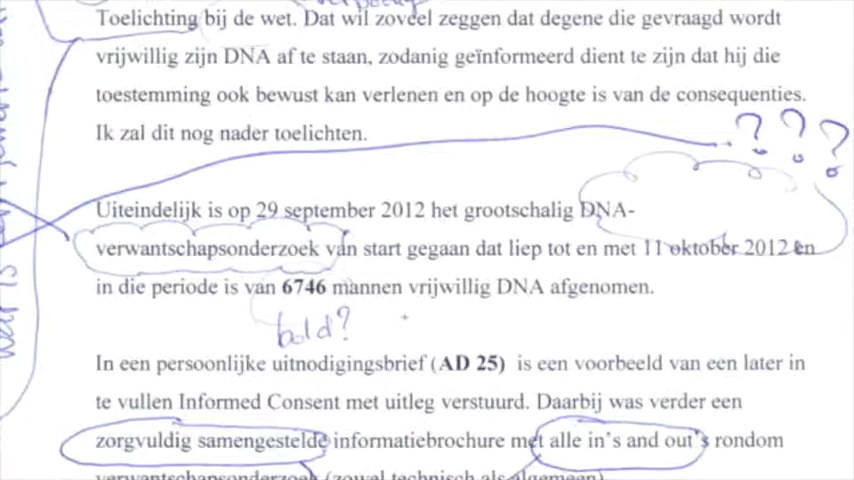 Toelichting bij de wet. Dat wil zoveel zeggen dat degene die gevraagd wordt
vrijwillig zijn DNA af te staan, zodanig geïnformeerd dient te zijn dat hij die
toestemming ook bewust kan verlenen en op de hoogte is van de consequenties.
Ik zal dit nog nader toelichten.
???
Uiteindelijk is op 29 september 2012 het grootschalig DNA-
verwantschapsonderzoek van start gegaan dat liep tot en met 11 oktober 2012 en
in die periode is van 6746 mannen vrijwillig DNA afgenomen.
bold?
In een persoonlijke uitnodigingsbrief (AD 25) is een voorbeeld van een later in
te vullen Informed Consent met uitleg verstuurd. Daarbij was verder een
zorgvuldig samengestelde informatiebrochure met alle in's and out's rondom
verwantschapsonderzoek (zowel technisch als algemeen)